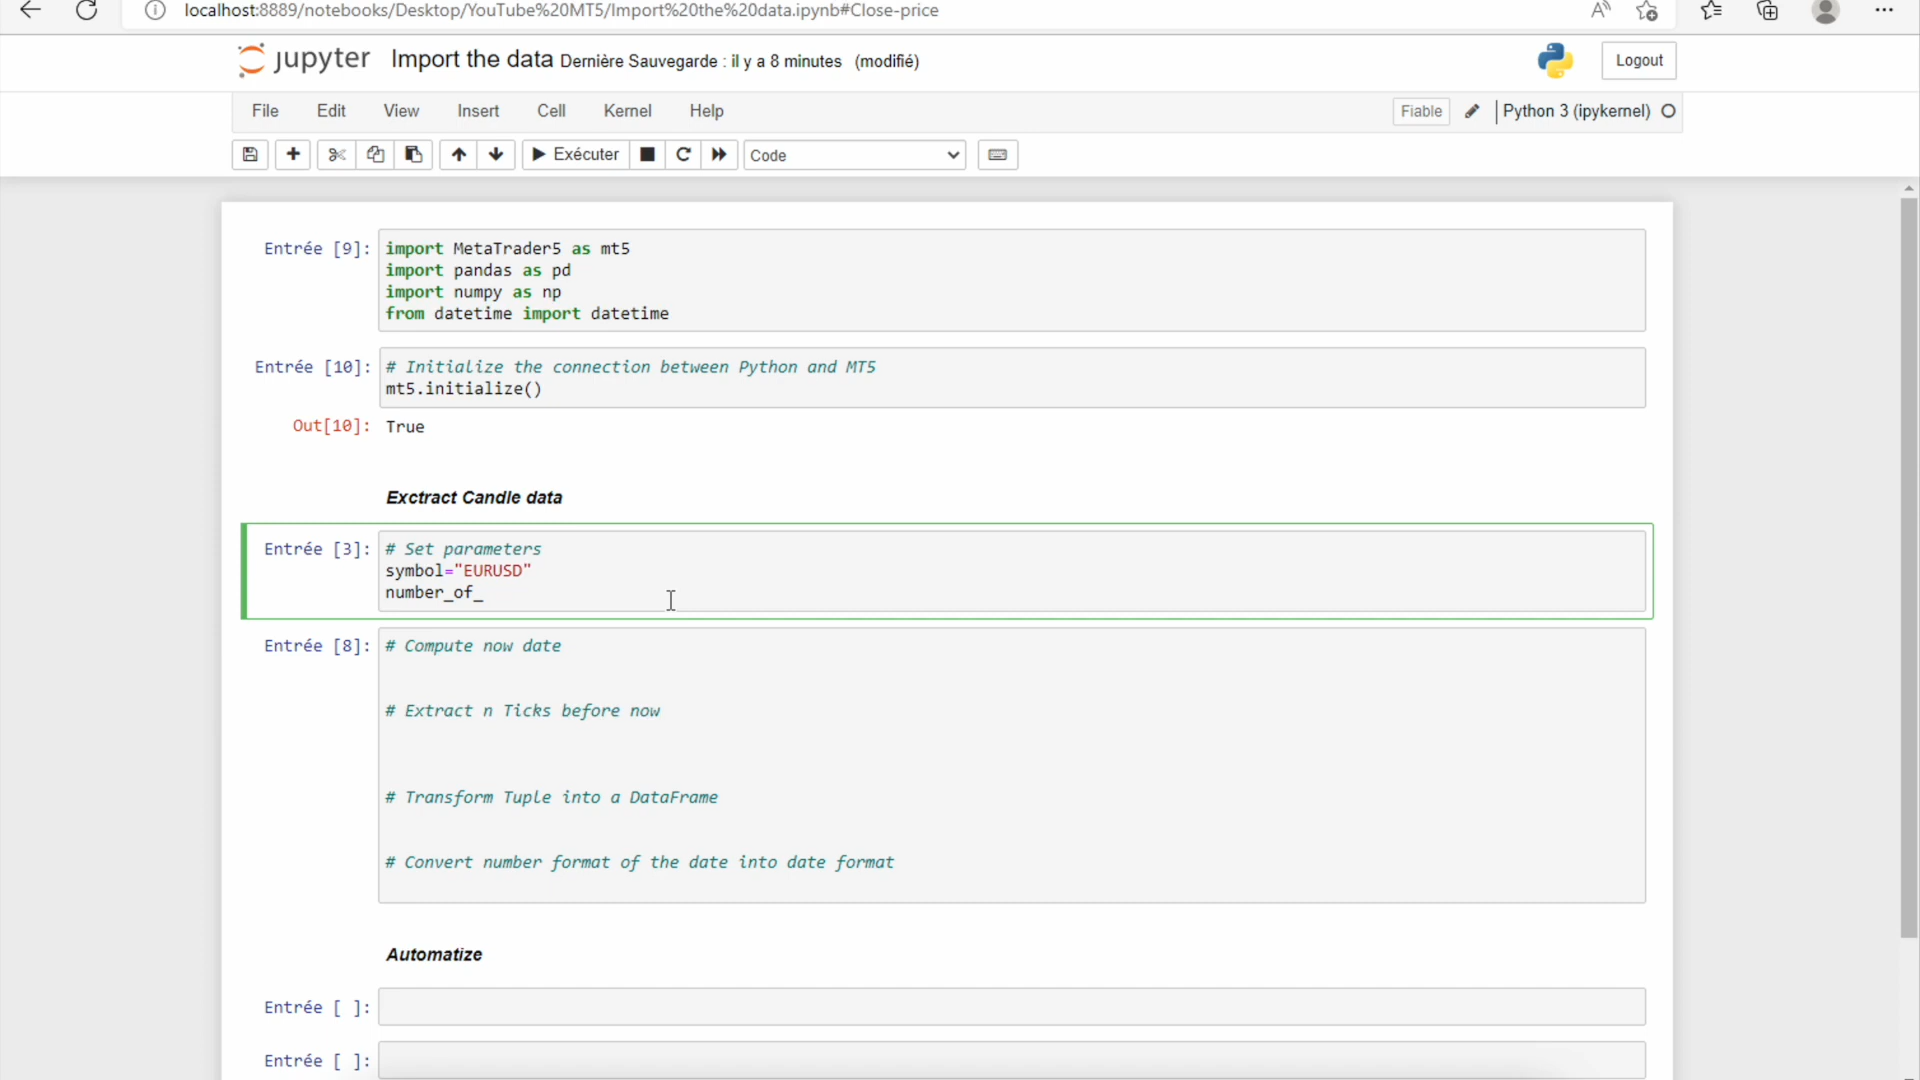 localhost:8889/notebooks/Desktop/YouTube%20MT5/Import%20the%20data.ipynb#Close-price
jupyter Import the data Dernière Sauvegarde : il y a 8 minutes (modifié) Logout
File Edit View Insert Cell Kernel Help Fiable Python 3 (ipykernel)
Exécuter Code
Entrée [9]: import MetaTrader5 as mt5
import pandas as pd
import numpy as np
from datetime import datetime
Entrée [10]: # Initialize the connection between Python and MT5
mt5.initialize()
Out[10]: True
Exctract Candle data
Entrée [3]: # Set parameters
symbol="EURUSD"
number_of_
Entrée [8]: # Compute now date
# Extract n Ticks before now
# Transform Tuple into a DataFrame
# Convert number format of the date into date format
Automatize
Entrée [ ]:
Entrée [ ]: